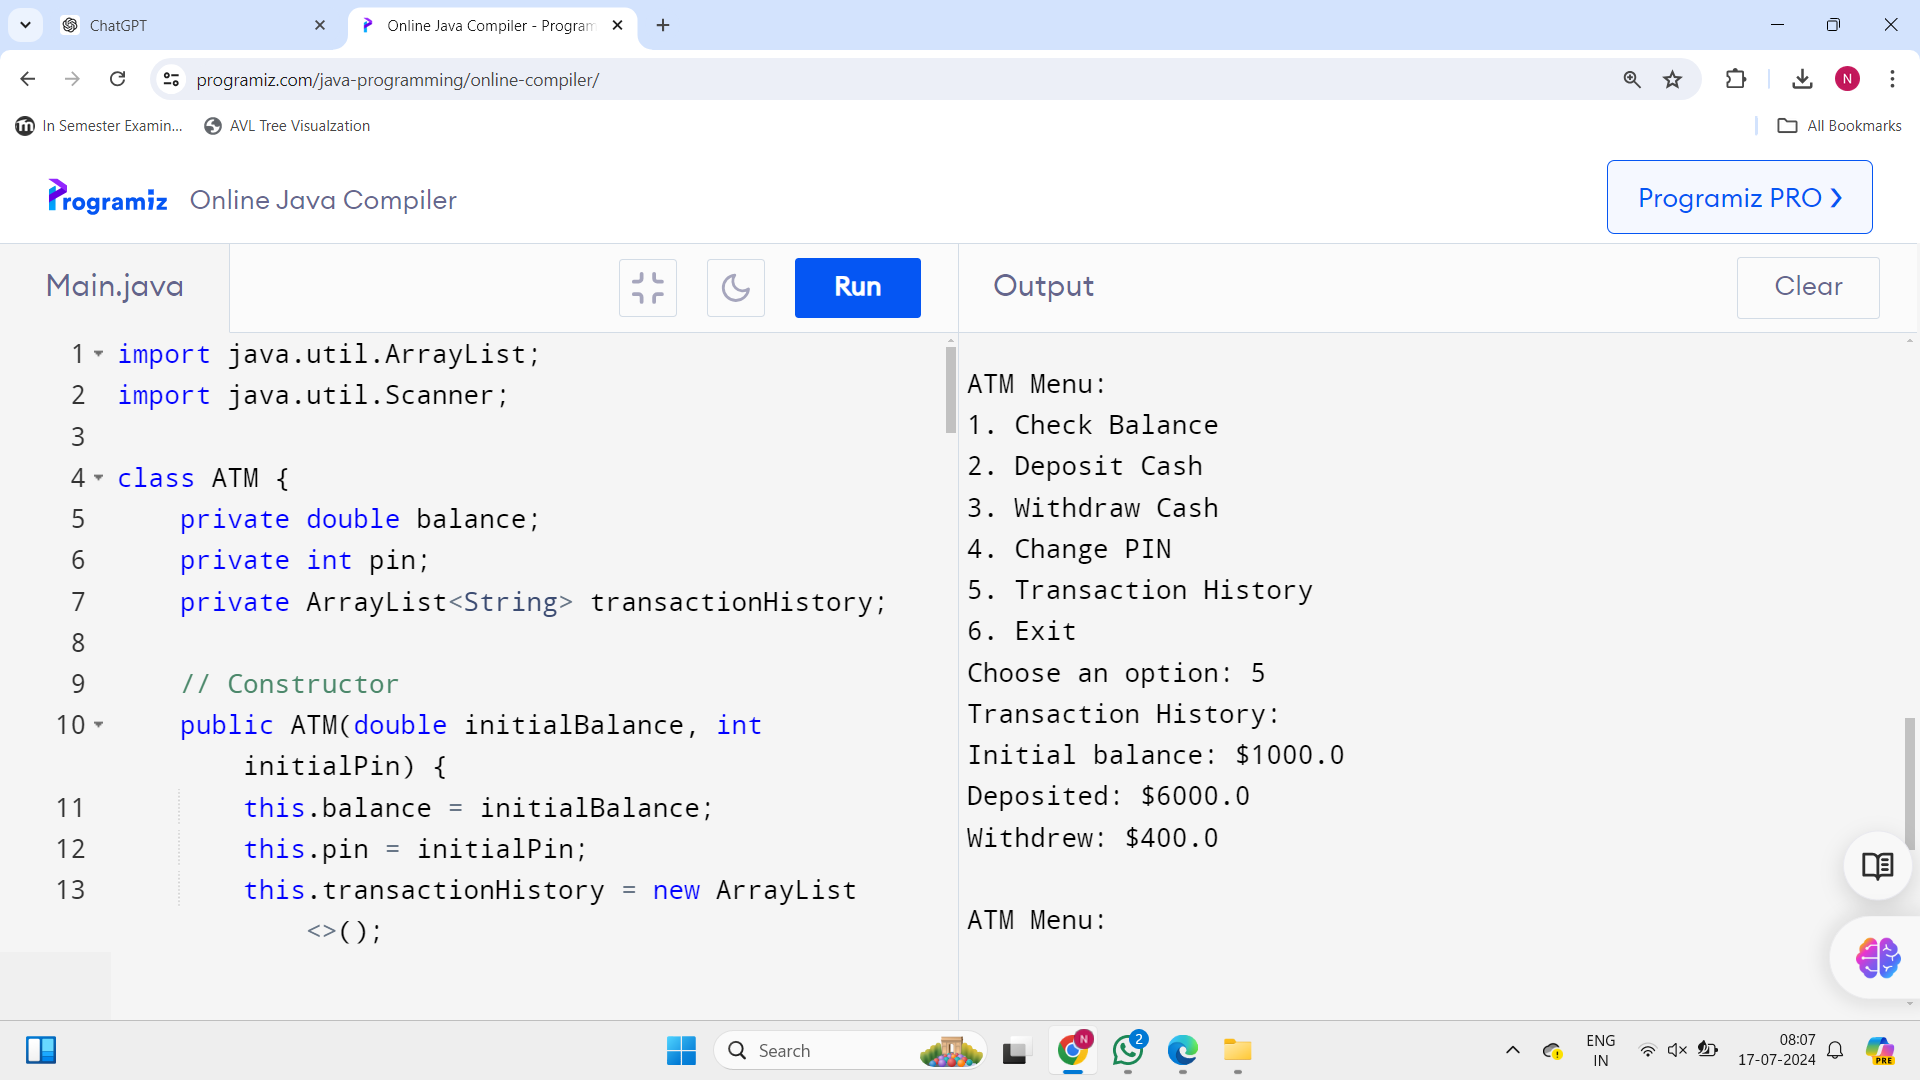 ChatGPT
Online Java Compiler - Program
programiz.com/java-programming/online-compiler/
N
In Semester Examin...
AVL Tree Visualzation
All Bookmarks
Programiz
Online Java Compiler
Programiz PRO ❯
Main.java
Run
Output
Clear
1 import java.util.ArrayList;
2 import java.util.Scanner;
3
4 class ATM {
5 private double balance;
6 private int pin;
7 private ArrayList<String> transactionHistory;
8
9 // Constructor
10 public ATM(double initialBalance, int
initialPin) {
11 this.balance = initialBalance;
12 this.pin = initialPin;
13 this.transactionHistory = new ArrayList
<>();
ATM Menu:
1. Check Balance
2. Deposit Cash
3. Withdraw Cash
4. Change PIN
5. Transaction History
6. Exit
Choose an option: 5
Transaction History:
Initial balance: $1000.0
Deposited: $6000.0
Withdrew: $400.0
ATM Menu:
Search
N
2
ENG
IN
08:07
17-07-2024
PRE